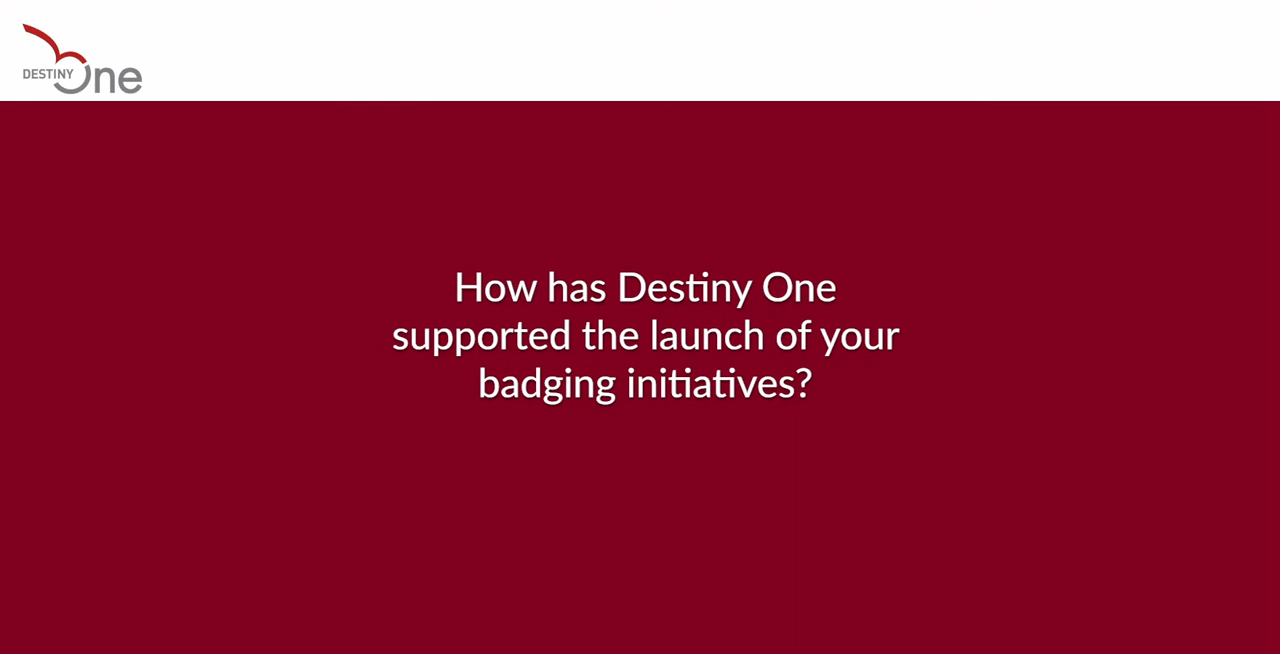 DESTINY One
How has Destiny One
supported the launch of your
badging initiatives?